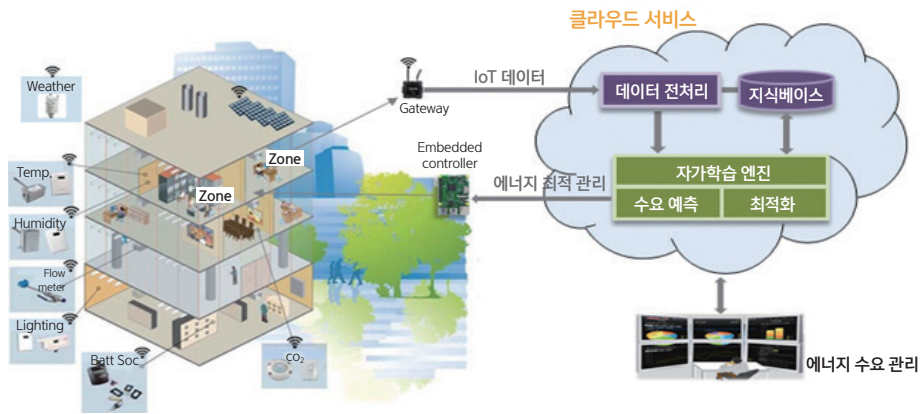 클라우드 서비스
Weather
Gateway
IoT 데이터
데이터 전처리
지식베이스
Embedded
controller
Zone
Temp.
Zone
에너지 최적 관리
자가학습 엔진
수요 예측
최적화
Humidity
Flow
meter
Lighting
Batt Soc
co₂
에너지 수요 관리